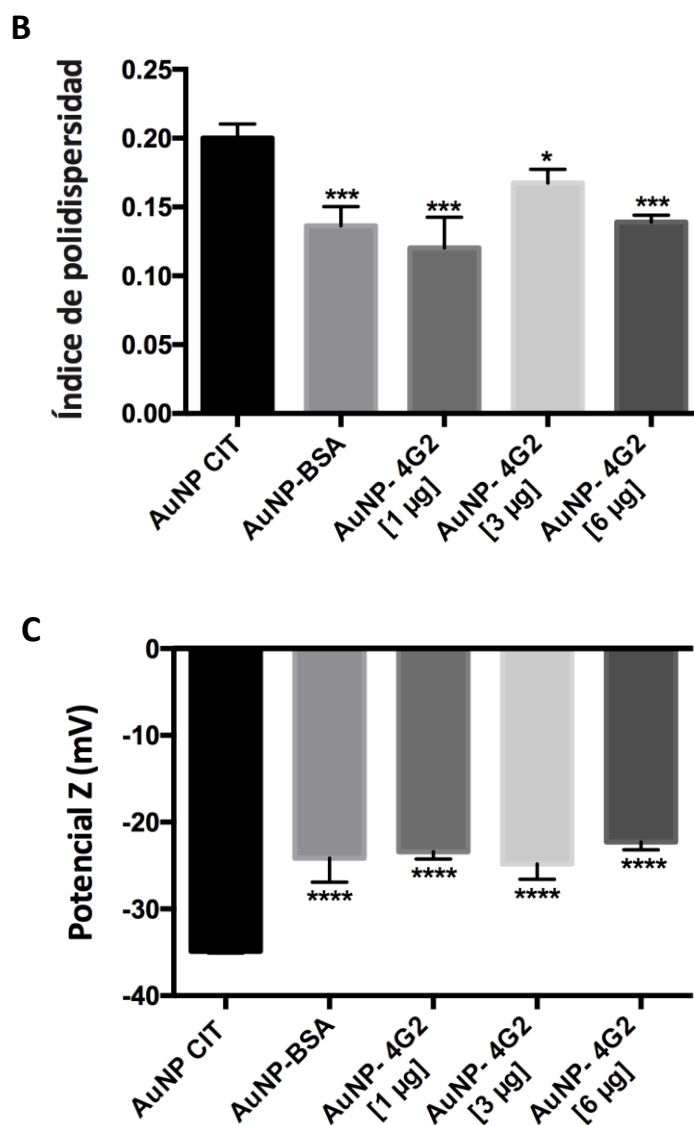 B
Índice de polidispersidad
0.25
0.20
0.15
0.10
0.05
0.00
***
***
*
***
AuNP CIT
AuNP-BSA
AuNP- 4G2
[1 µg]
AuNP- 4G2
[3 µg]
AuNP- 4G2
[6 µg]
C
Potencial Z (mV)
0
-10
-20
-30
-40
****
****
****
****
AuNP CIT
AuNP-BSA
AuNP- 4G2
[1 µg]
AuNP- 4G2
[3 µg]
AuNP- 4G2
[6 µg]